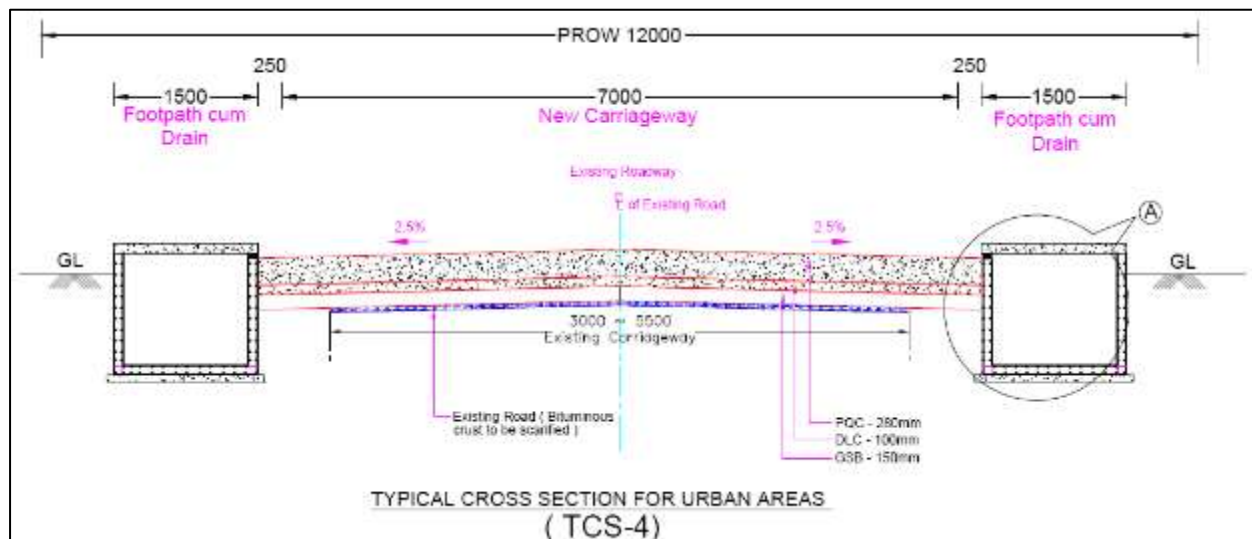 PROW 12000
250
250
1500
7000
1500
Footpath cum
Drain
New Carriageway
Footpath cum
Drain
Existing Roadway
℄ of Existing Road
2.5%
2.5%
A
GL
GL
3000 ~ 5500
Existing Carridgeway
Existing Road ( Bituminous
crust to be scarified )
PQC - 280mm
DLC - 100mm
GSB - 150mm
TYPICAL CROSS SECTION FOR URBAN AREAS
( TCS-4)